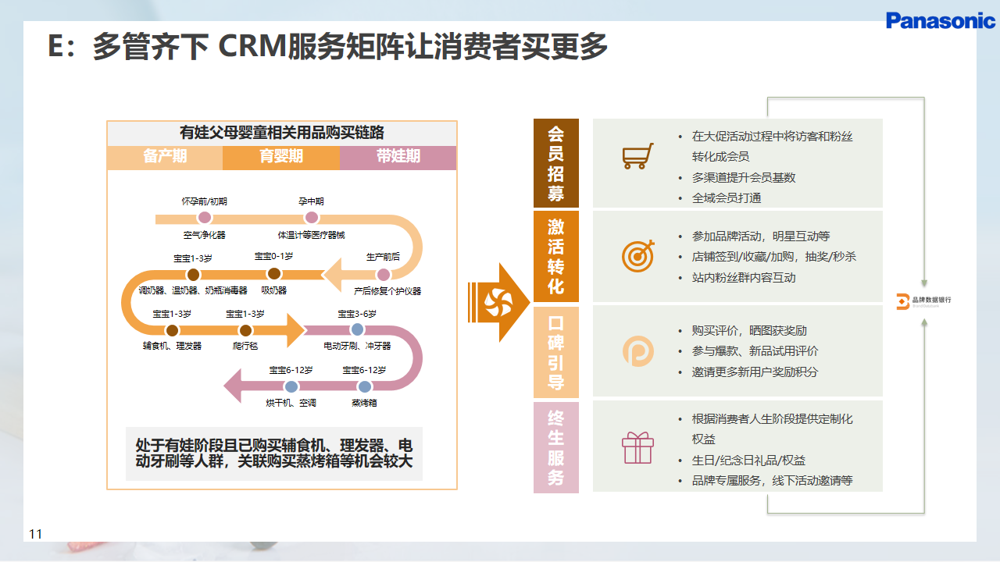 Panasonic
E：多管齐下 CRM服务矩阵让消费者买更多
有娃父母婴童相关用品购买链路
备产期
育婴期
带娃期
怀孕前/初期
孕中期
空气净化器
体温计等医疗器械
宝宝1-3岁
宝宝0-1岁
生产前后
调奶器、温奶器、奶瓶消毒器
吸奶器
产后修复个护仪器
宝宝1-3岁
宝宝1-3岁
宝宝3-6岁
辅食机、理发器
爬行毯
电动牙刷、冲牙器
宝宝6-12岁
宝宝6-12岁
烘干机、空调
蒸烤箱
处于有娃阶段且已购买辅食机、理发器、电
动牙刷等人群，关联购买蒸烤箱等机会较大
会员招募
• 在大促活动过程中将访客和粉丝
转化成会员
• 多渠道提升会员基数
• 全域会员打通
激活转化
• 参加品牌活动，明星互动等
• 店铺签到/收藏/加购，抽奖/秒杀
• 站内粉丝群内容互动
口碑引导
• 购买评价，晒图获奖励
• 参与爆款、新品试用评价
• 邀请更多新用户奖励积分
终生服务
• 根据消费者人生阶段提供定制化
权益
• 生日/纪念日礼品/权益
• 品牌专属服务，线下活动邀请等
品牌数据银行
Brand Databank
11